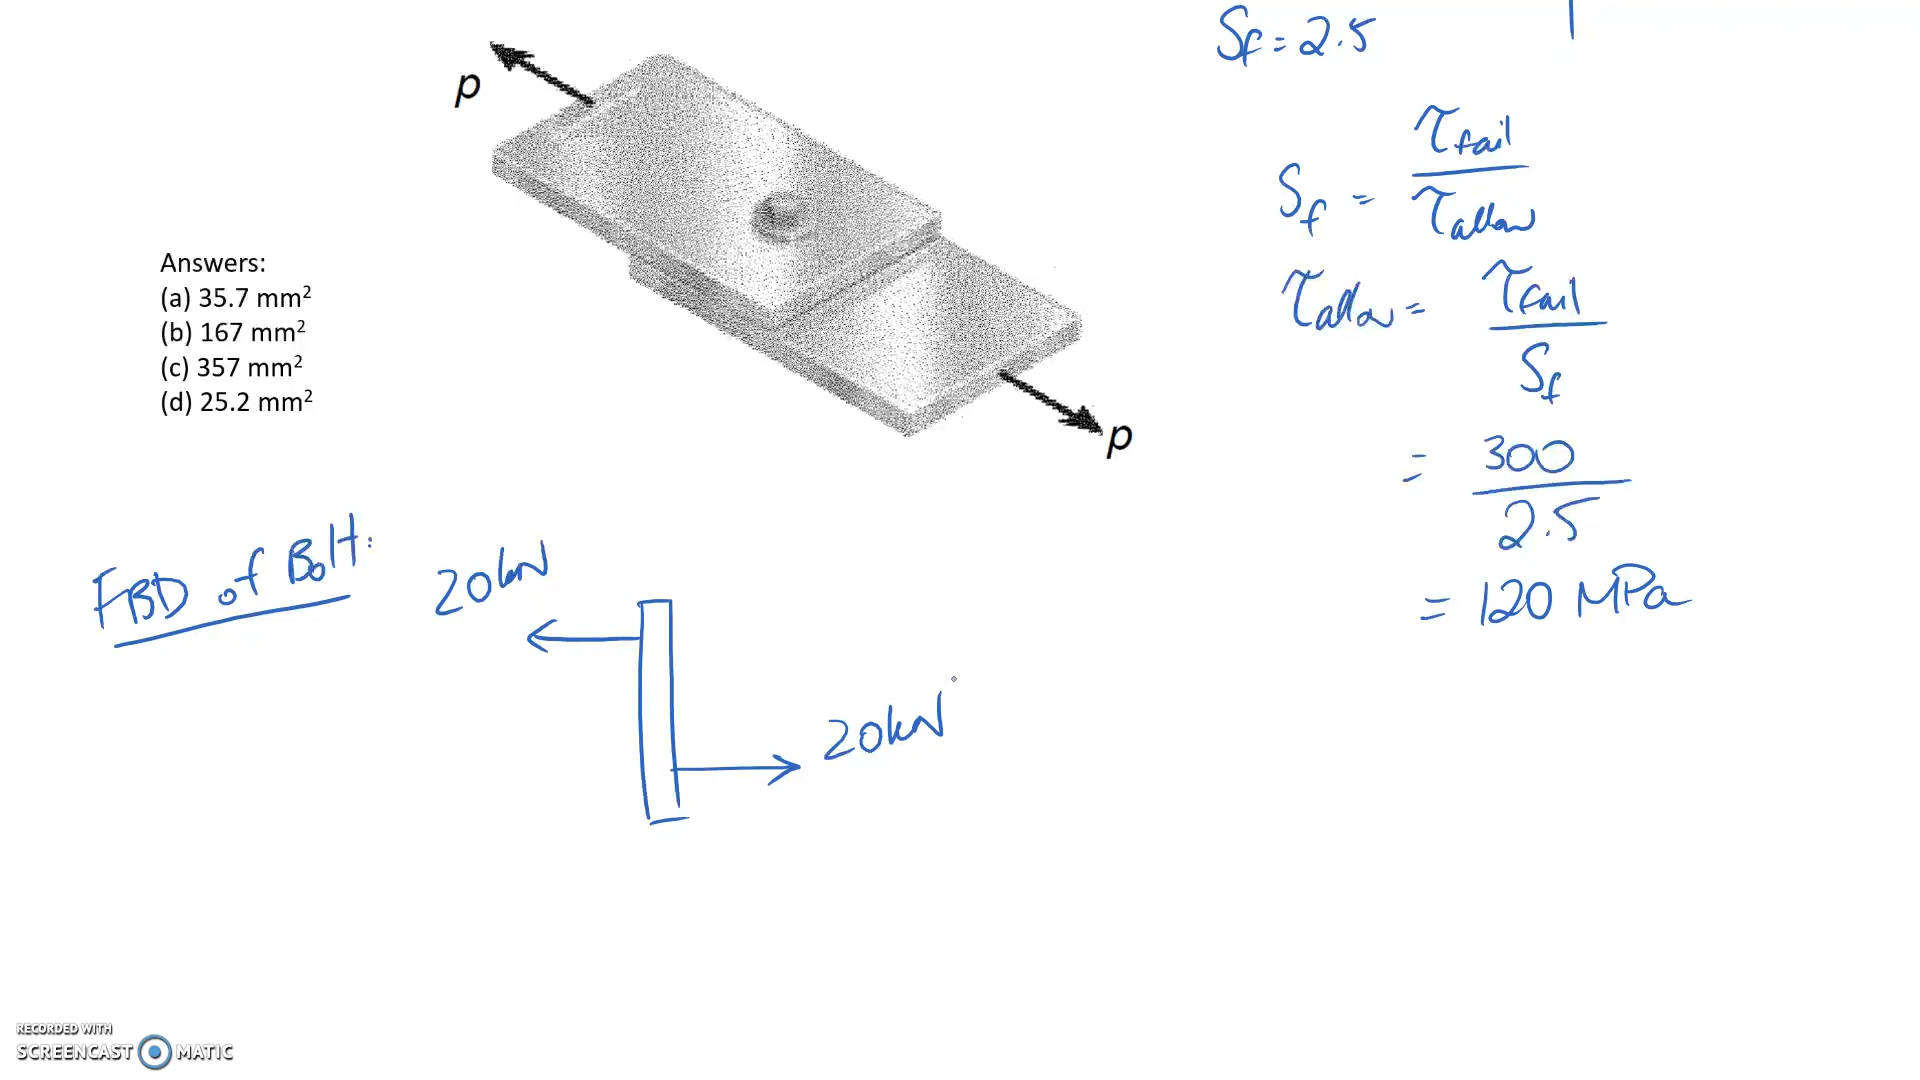 Sf = 2.5
p
τfail
Sf = τallow
τallow = τfail
Sf
= 300
2.5
= 120 MPa
Answers:
(a) 35.7 mm²
(b) 167 mm²
(c) 357 mm²
(d) 25.2 mm²
p
FBD of Bolt:
20kN
20kN
RECORDED WITH
SCREENCAST MATIC